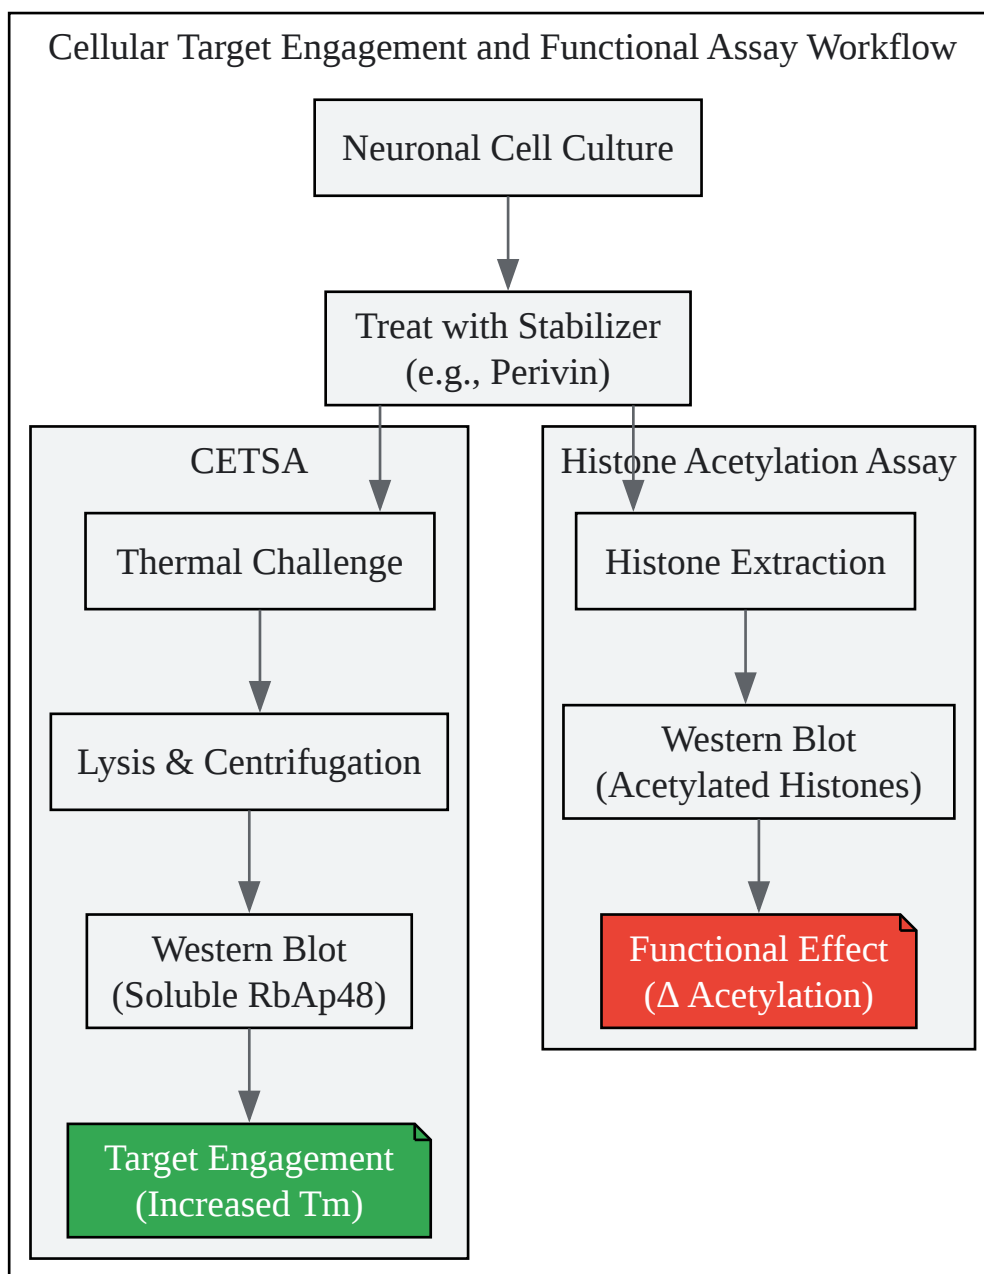 Cellular Target Engagement and Functional Assay Workflow
Neuronal Cell Culture
Treat with Stabilizer
(e.g., Perivin)
CETSA
Thermal Challenge
Lysis & Centrifugation
Western Blot
(Soluble RbAp48)
Target Engagement
(Increased Tm)
Histone Acetylation Assay
Histone Extraction
Western Blot
(Acetylated Histones)
Functional Effect
(Δ Acetylation)